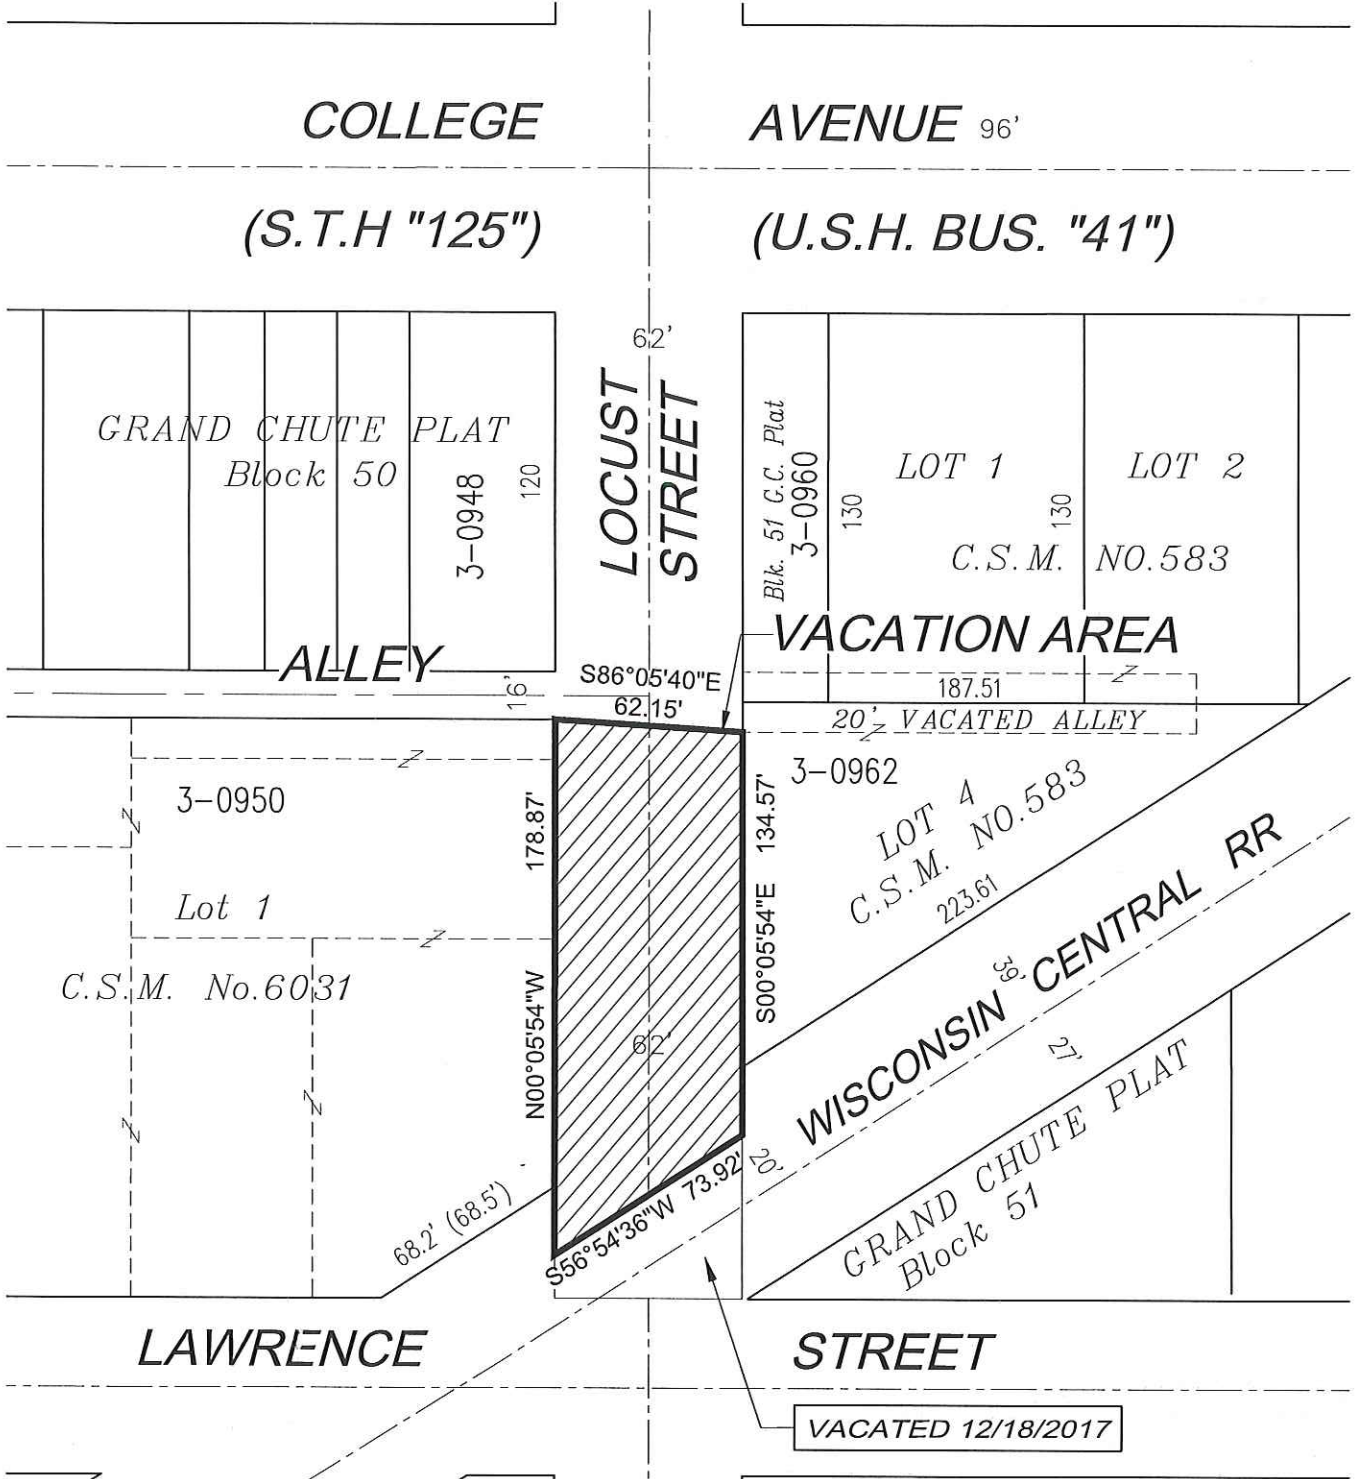 COLLEGE AVENUE 96'
(S.T.H "125") (U.S.H. BUS. "41")
62'
LOCUST
STREET
GRAND CHUTE PLAT
Block 50
3-0948
120
Blk. 51 G.C. Plat
3-0960
130
LOT 1
130
LOT 2
C.S.M. NO.583
VACATION AREA
ALLEY
16'
S86°05'40"E
62.15'
187.51
20' VACATED ALLEY
3-0950
178.87'
N00°05'54"W
134.57'
S00°05'54"E
3-0962
LOT 4
C.S.M. NO.583
223.61
Lot 1
C.S.M. No.6031
62'
WISCONSIN CENTRAL RR
39'
27'
20'
68.2' (68.5')
S56°54'36"W 73.92'
GRAND CHUTE PLAT
Block 51
LAWRENCE STREET
VACATED 12/18/2017